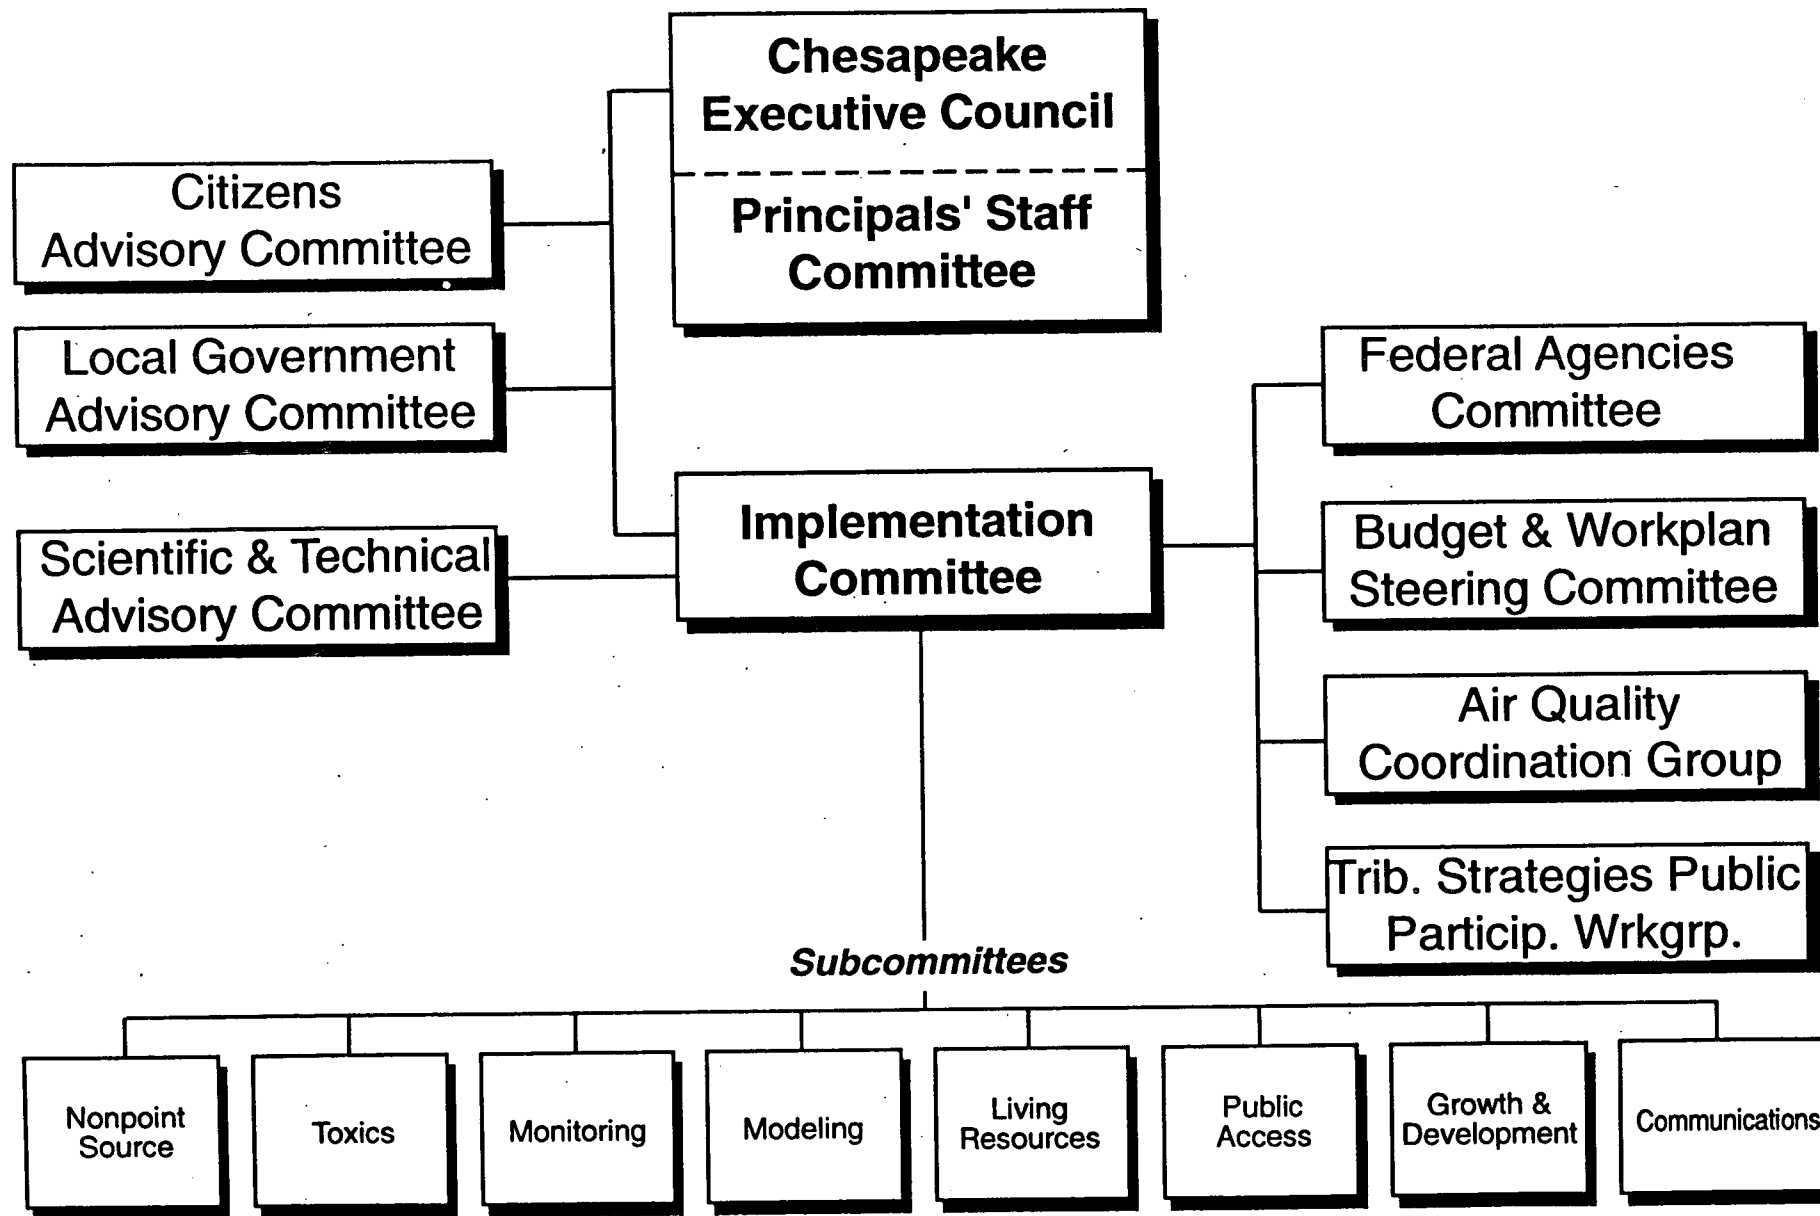 Chesapeake
Executive Council
Principals' Staff
Committee
Citizens
Advisory Committee
Local Government
Advisory Committee
Scientific & Technical
Advisory Committee
Implementation
Committee
Federal Agencies
Committee
Budget & Workplan
Steering Committee
Air Quality
Coordination Group
Trib. Strategies Public
Particip. Wrkgrp.
Subcommittees
Nonpoint
Source
Toxics
Monitoring
Modeling
Living
Resources
Public
Access
Growth &
Development
Communications